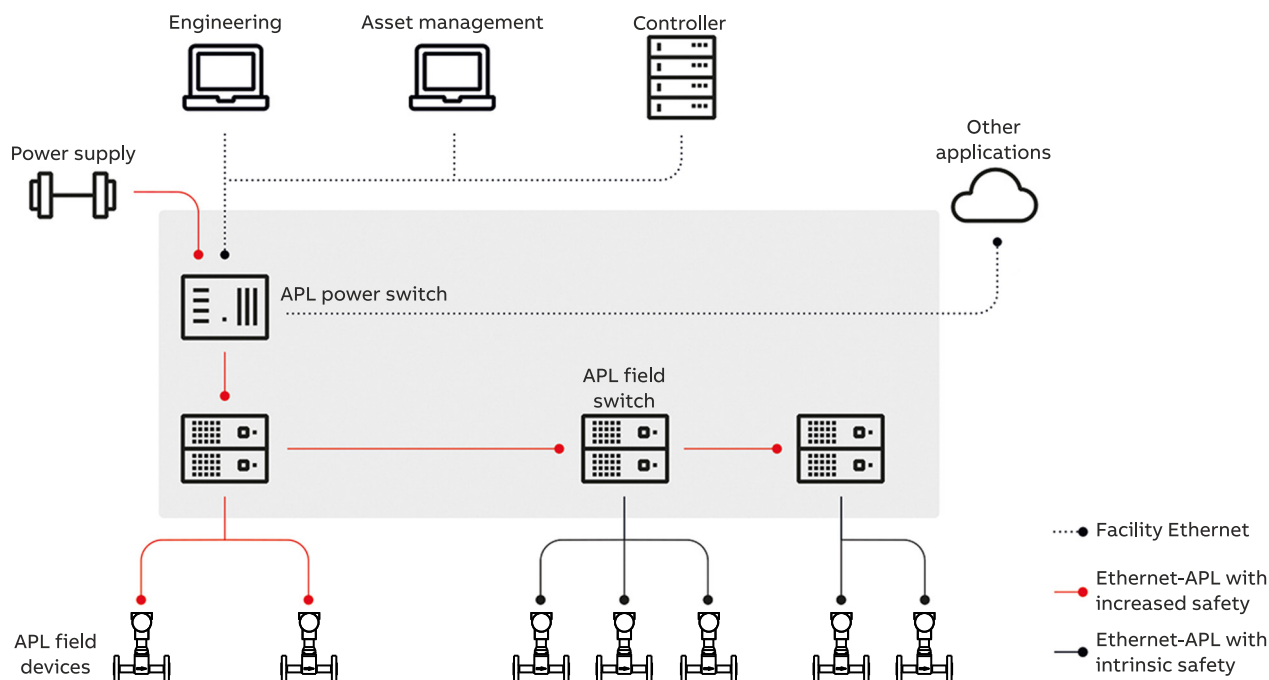 Engineering
Asset management
Controller
Power supply
Other
applications
APL power switch
APL field
switch
Facility Ethernet
Ethernet-APL with
increased safety
Ethernet-APL with
intrinsic safety
APL field
devices